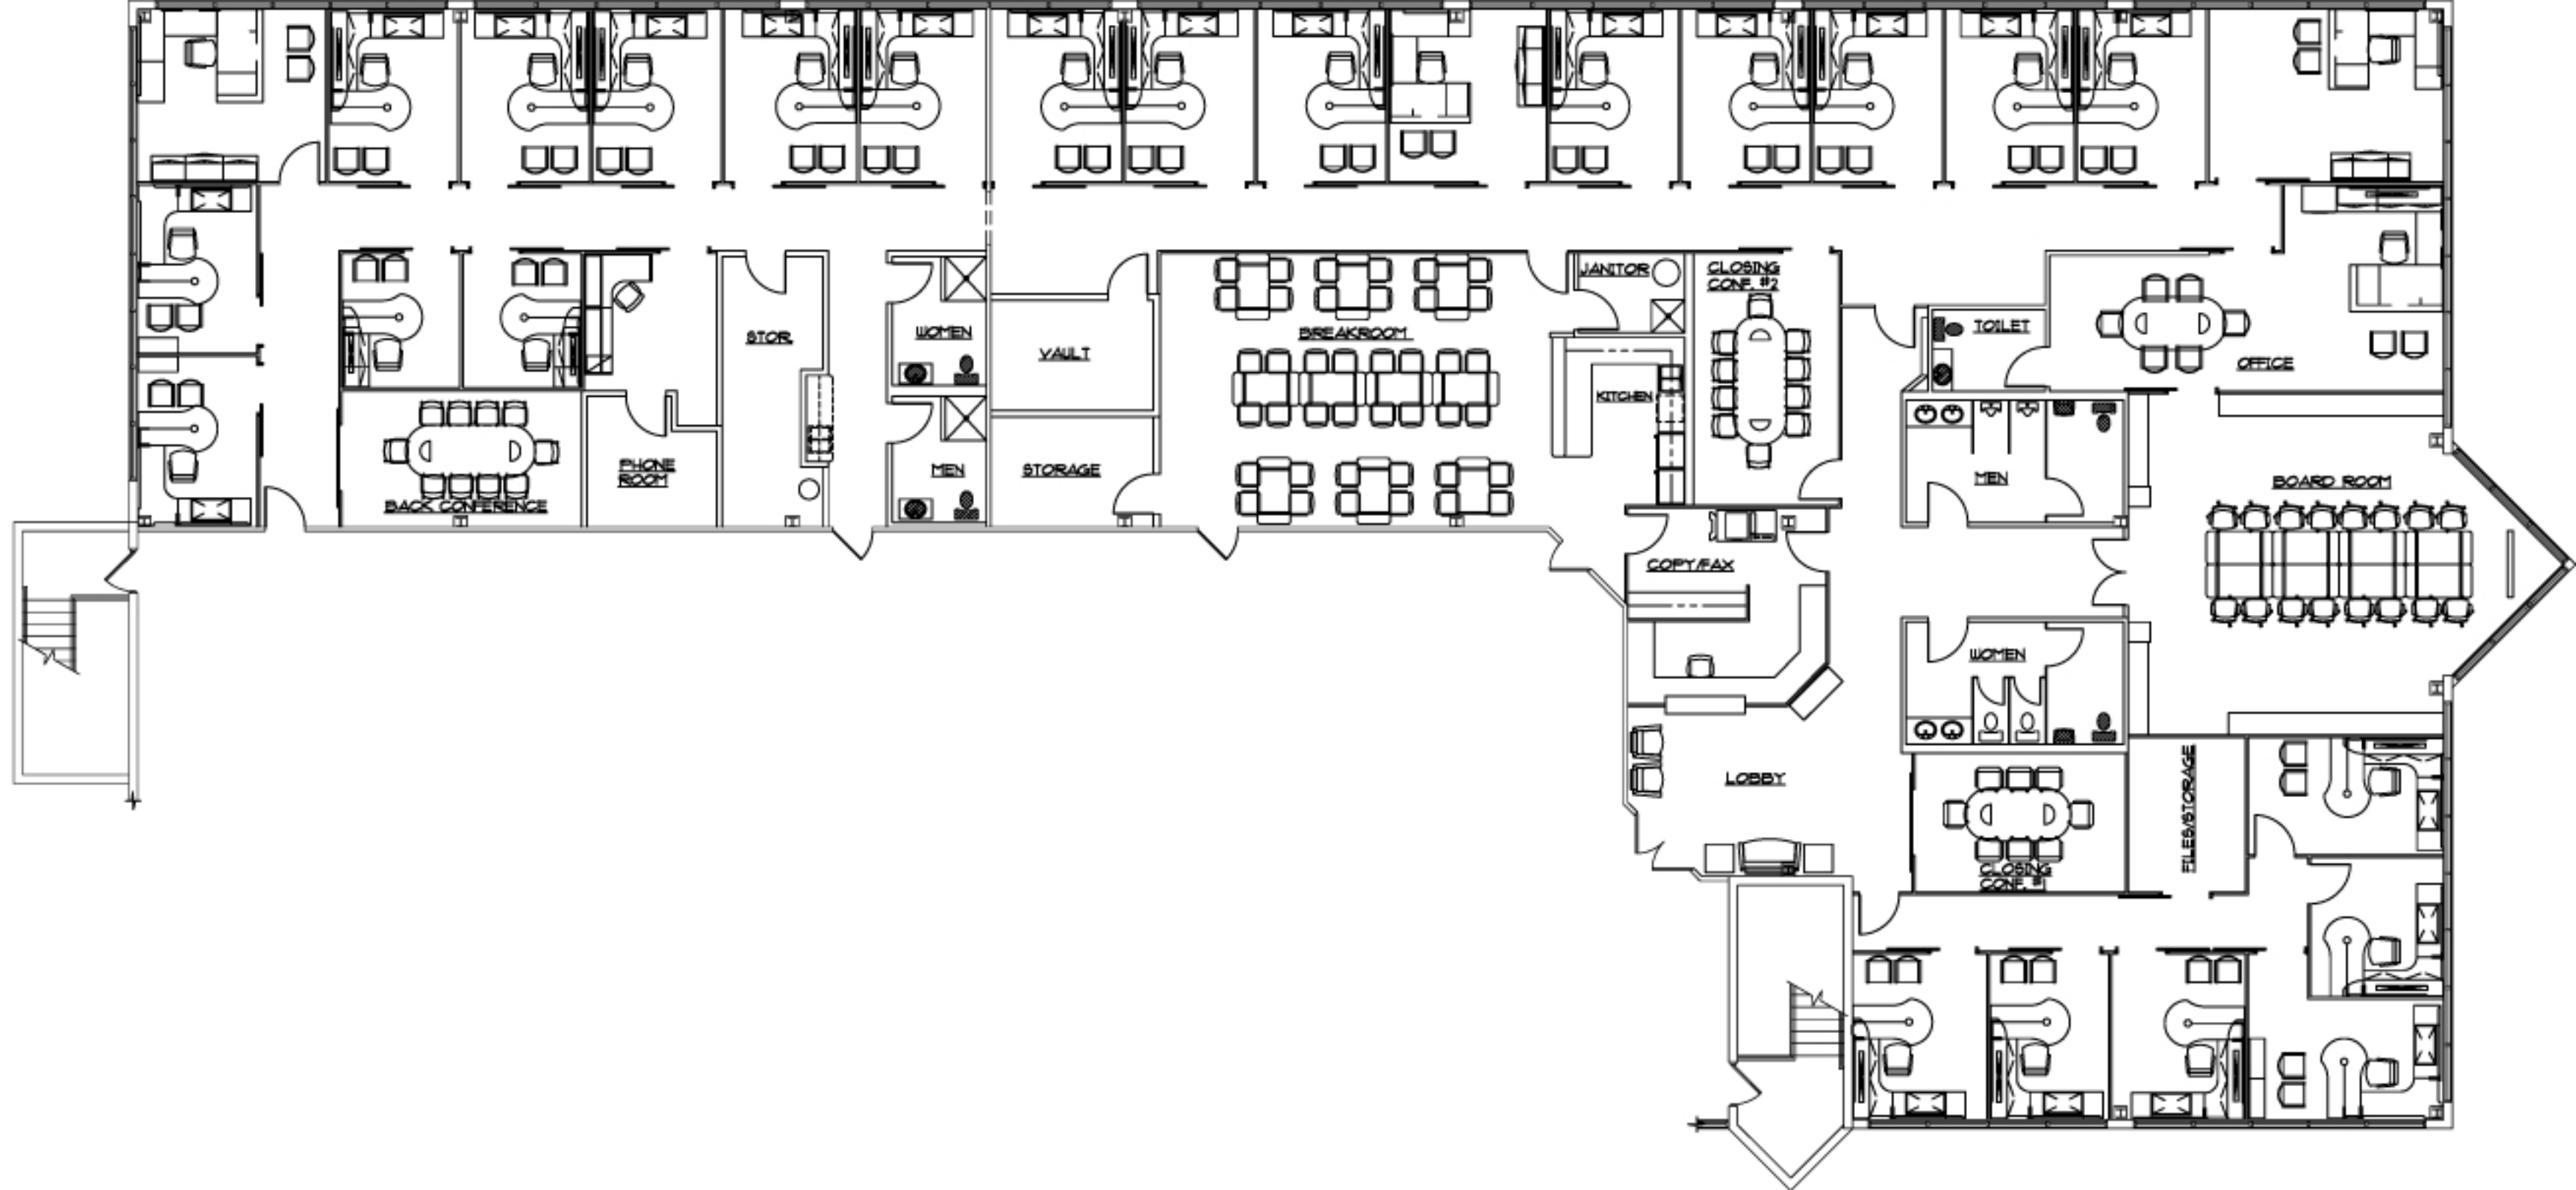 JANITOR
CLOSING
CONF. #2
WOMEN
STOR.
BREAKROOM
TOILET
VAULT
OFFICE
KITCHEN
PHONE
ROOM
MEN
STORAGE
MEN
BOARD ROOM
BACK CONFERENCE
COPY/FAX
WOMEN
LOBBY
FILES/STORAGE
CLOSING
CONF. #1